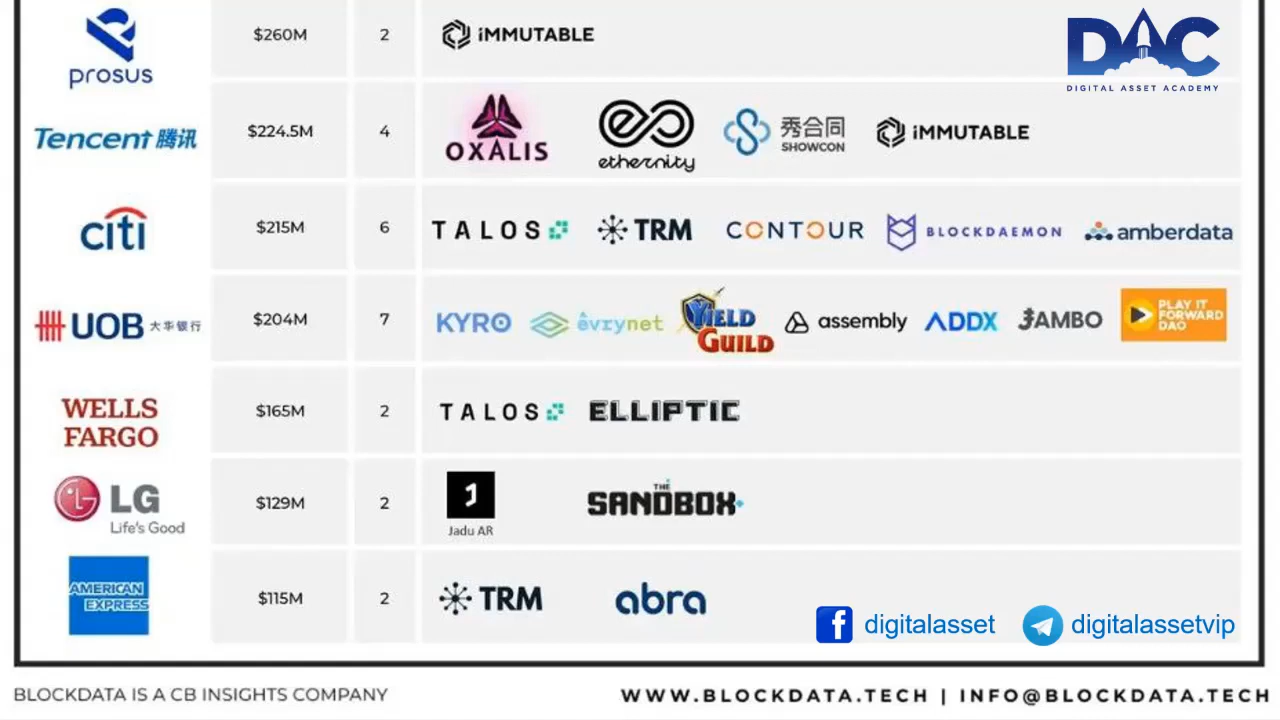 prosus
$260M
2
iMMUTABLE
DAC
DIGITAL ASSET ACADEMY
Tencent 腾讯
$224.5M
4
OXALIS
ethernity
秀合同
SHOWCON
iMMUTABLE
citi
$215M
6
TALOS
TRM
CONTOUR
BLOCKDAEMON
amberdata
UOB 大华银行
$204M
7
KYRO
êvrynet
YIELD
GUILD
assembly
ADDX
JAMBO
PLAY IT
FORWARD
DAO
WELLS
FARGO
$165M
2
TALOS
ELLIPTIC
LG
Life's Good
$129M
2
Jadu AR
THE
SANDBOX
AMERICAN
EXPRESS
$115M
2
TRM
abra
digitalasset
digitalassetvip
BLOCKDATA IS A CB INSIGHTS COMPANY
WWW.BLOCKDATA.TECH | INFO@BLOCKDATA.TECH